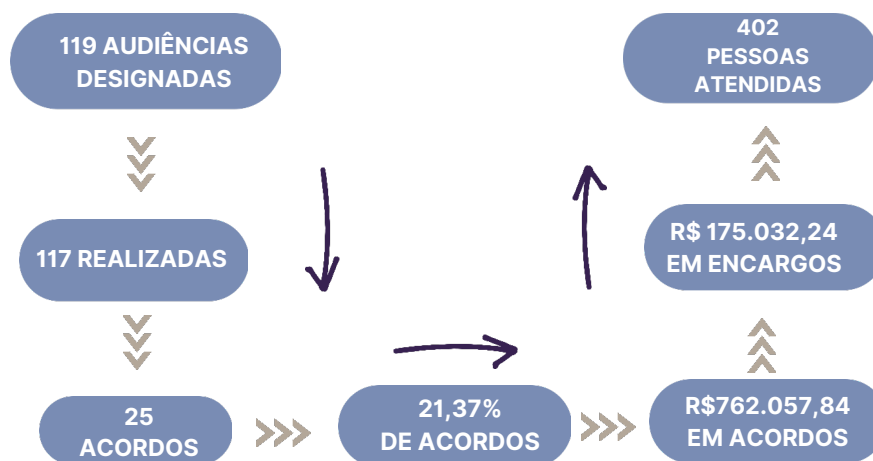 119 AUDIÊNCIAS
DESIGNADAS
117 REALIZADAS
25
ACORDOS
21,37%
DE ACORDOS
R$762.057,84
EM ACORDOS
R$ 175.032,24
EM ENCARGOS
402
PESSOAS
ATENDIDAS